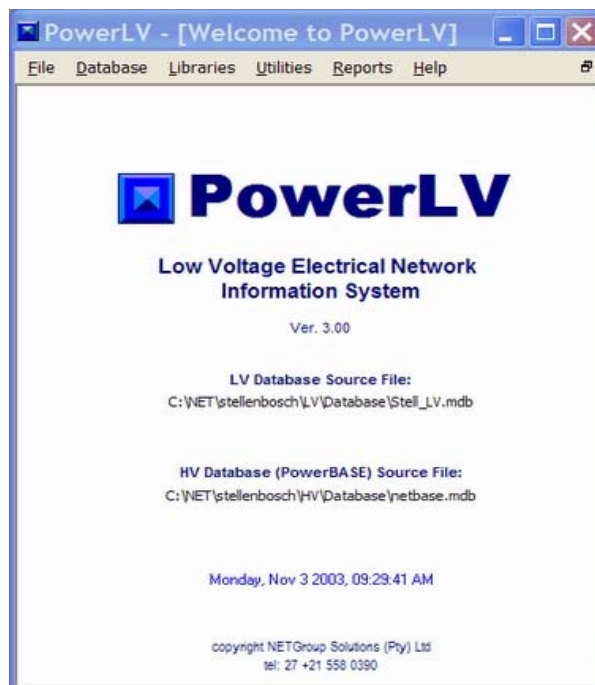 PowerLV - [Welcome to PowerLV]
File Database Libraries Utilities Reports Help
PowerLV
Low Voltage Electrical Network
Information System
Ver. 3.00
LV Database Source File:
C:\NET\stellenbosch\LV\Database\Stell_LV.mdb
HV Database (PowerBASE) Source File:
C:\NET\stellenbosch\HV\Database\netbase.mdb
Monday, Nov 3 2003, 09:29:41 AM
copyright NETGroup Solutions (Pty) Ltd
tel: 27 +21 558 0390